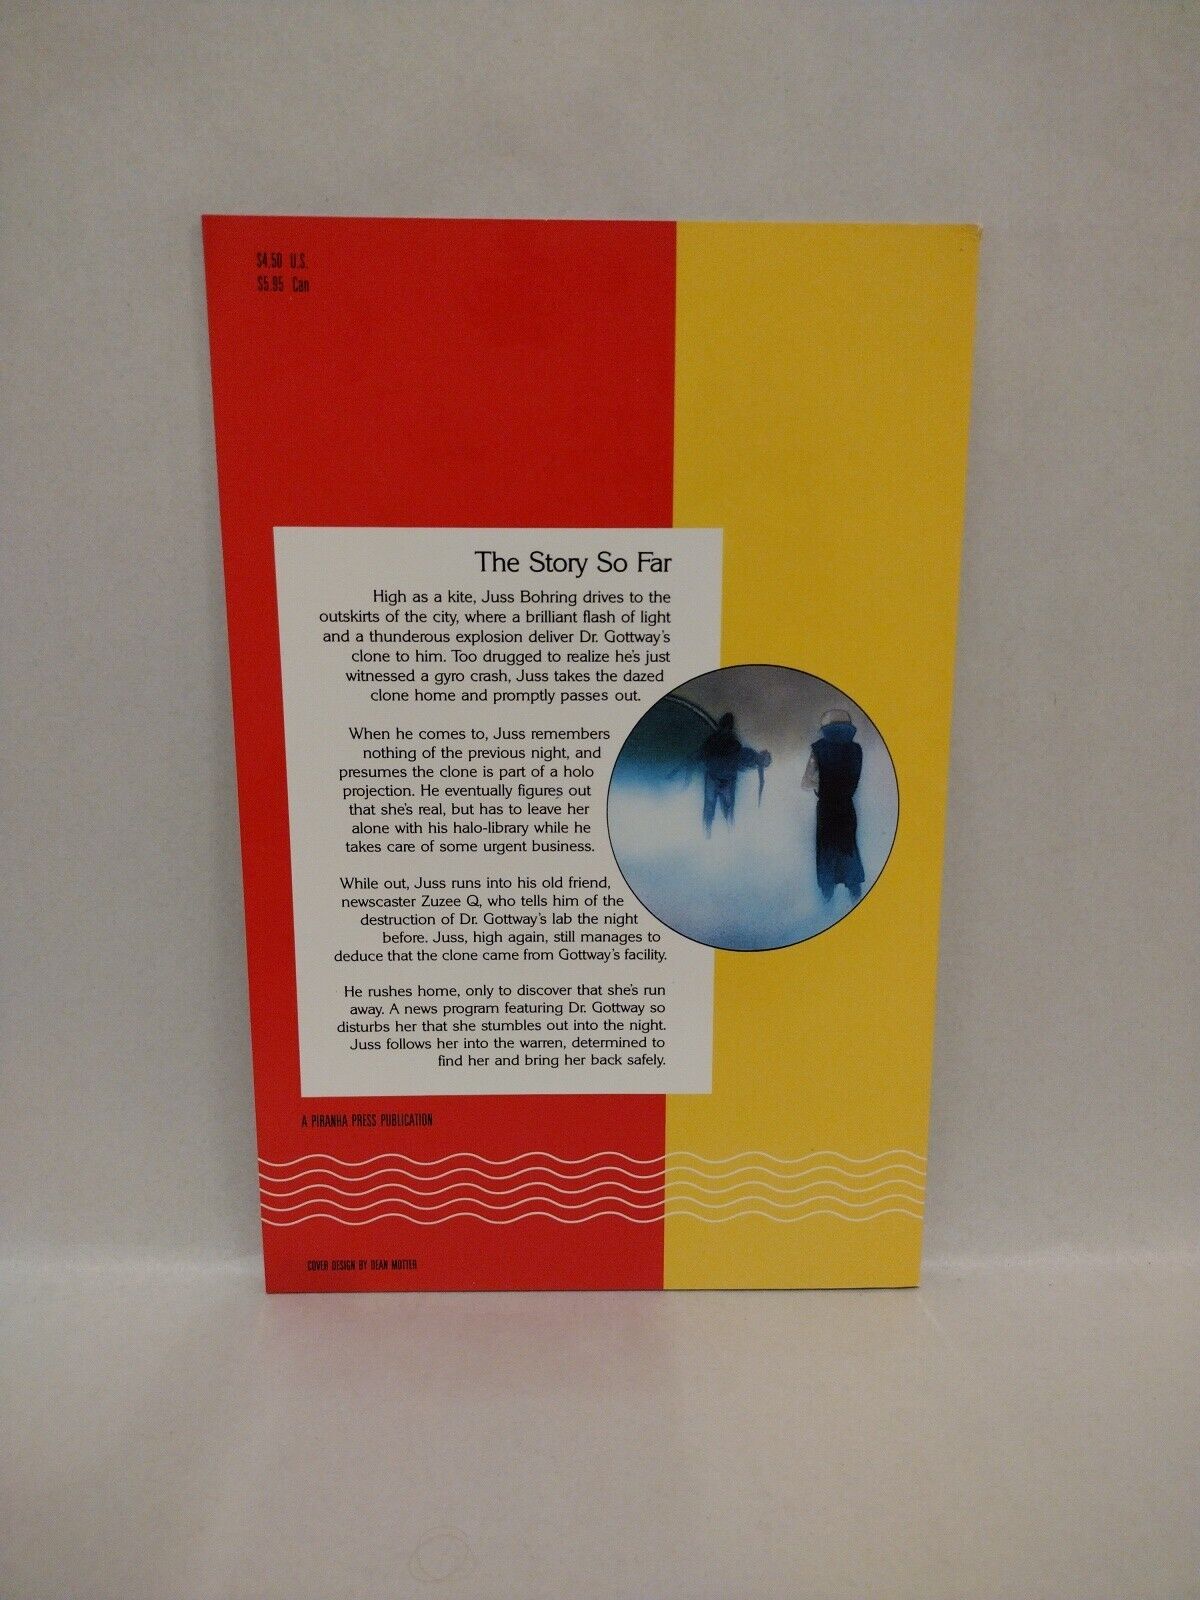 $4.50 U.S.
$5.95 Can
The Story So Far
High as a kite, Juss Bohring drives to the
outskirts of the city, where a brilliant flash of light
and a thunderous explosion deliver Dr. Gottway's
clone to him. Too drugged to realize he's just
witnessed a gyro crash, Juss takes the dazed
clone home and promptly passes out.
When he comes to, Juss remembers
nothing of the previous night, and
presumes the clone is part of a holo
projection. He eventually figures out
that she's real, but has to leave her
alone with his halo-library while he
takes care of some urgent business.
While out, Juss runs into his old friend,
newscaster Zuzee Q, who tells him of the
destruction of Dr. Gottway's lab the night
before. Juss, high again, still manages to
deduce that the clone came from Gottway's facility.
He rushes home, only to discover that she's run
away. A news program featuring Dr. Gottway so
disturbs her that she stumbles out into the night.
Juss follows her into the warren, determined to
find her and bring her back safely.
A PIRANHA PRESS PUBLICATION
COVER DESIGN BY DEAN MOTTER